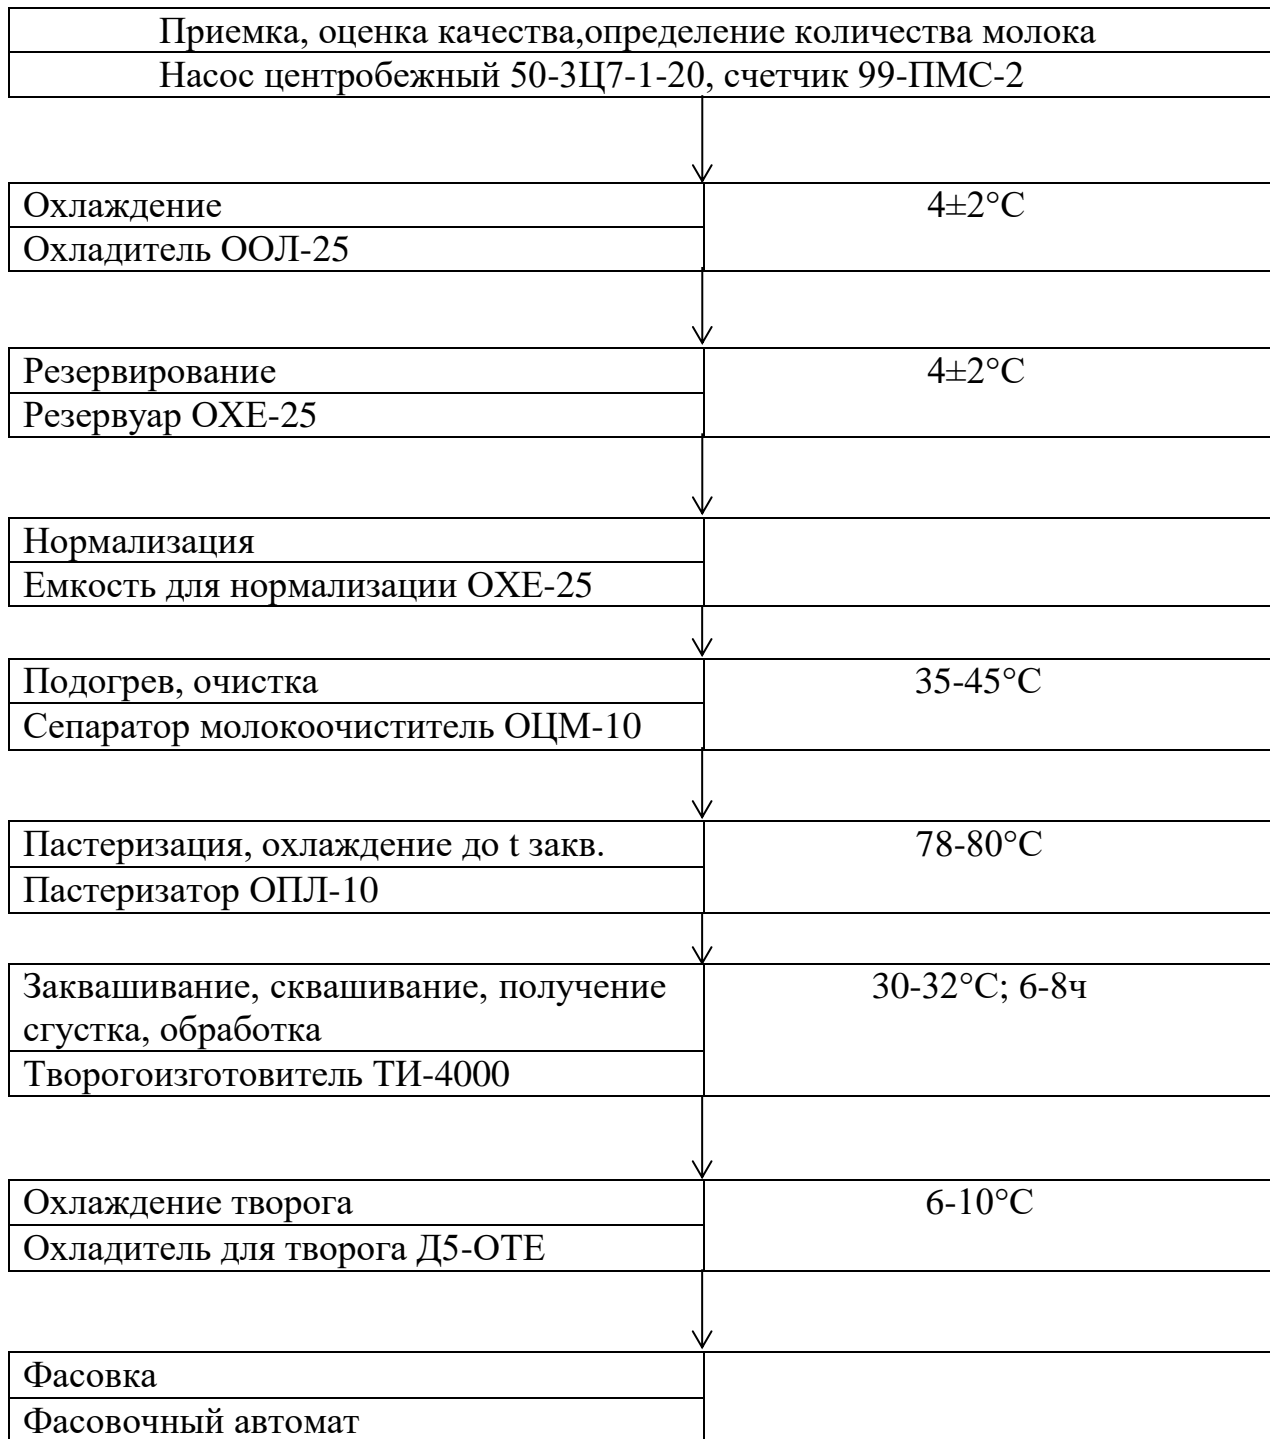 Приемка, оценка качества,определение количества молока
Насос центробежный 50-3Ц7-1-20, счетчик 99-ПМС-2
Охлаждение
4±2°С
Охладитель ООЛ-25
Резервирование
4±2°С
Резервуар ОХЕ-25
Нормализация
Емкость для нормализации ОХЕ-25
Подогрев, очистка
35-45°С
Сепаратор молокоочиститель ОЦМ-10
Пастеризация, охлаждение до t закв.
78-80°С
Пастеризатор ОПЛ-10
Заквашивание, сквашивание, получение
30-32°С; 6-8ч
сгустка, обработка
Творогоизготовитель ТИ-4000
Охлаждение творога
6-10°С
Охладитель для творога Д5-ОТЕ
Фасовка
Фасовочный автомат